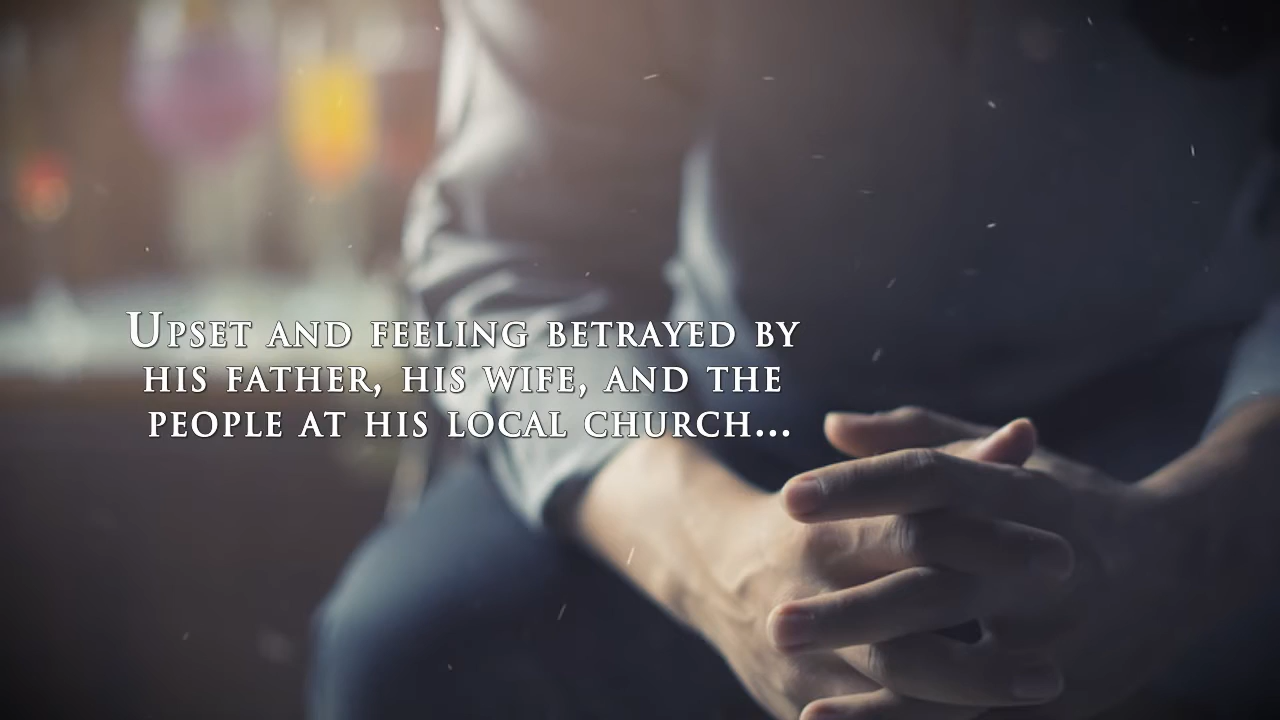 Upset and feeling betrayed by
his father, his wife, and the
people at his local church...